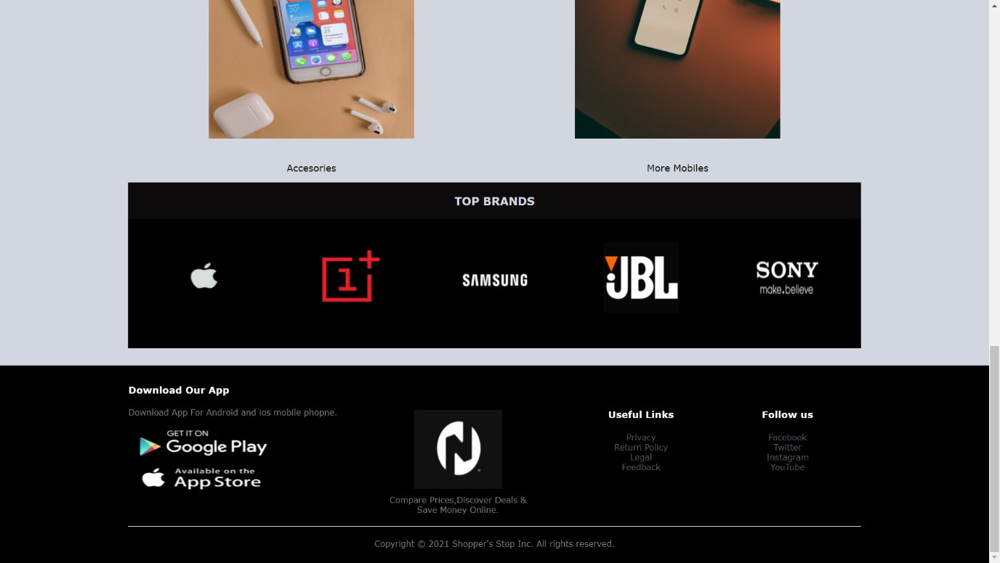 20°
23
Accesories
More Mobiles
TOP BRANDS
1+
SAMSUNG
JBL
SONY
make.believe
Download Our App
Download App For Android and ios mobile phopne.
GET IT ON
Google Play
Available on the
App Store
Compare Prices,Discover Deals &
Save Money Online.
Useful Links
Privacy
Return Policy
Legal
Feedback
Follow us
Facebook
Twitter
Instagram
YouTube
Copyright © 2021 Shopper's Stop Inc. All rights reserved.